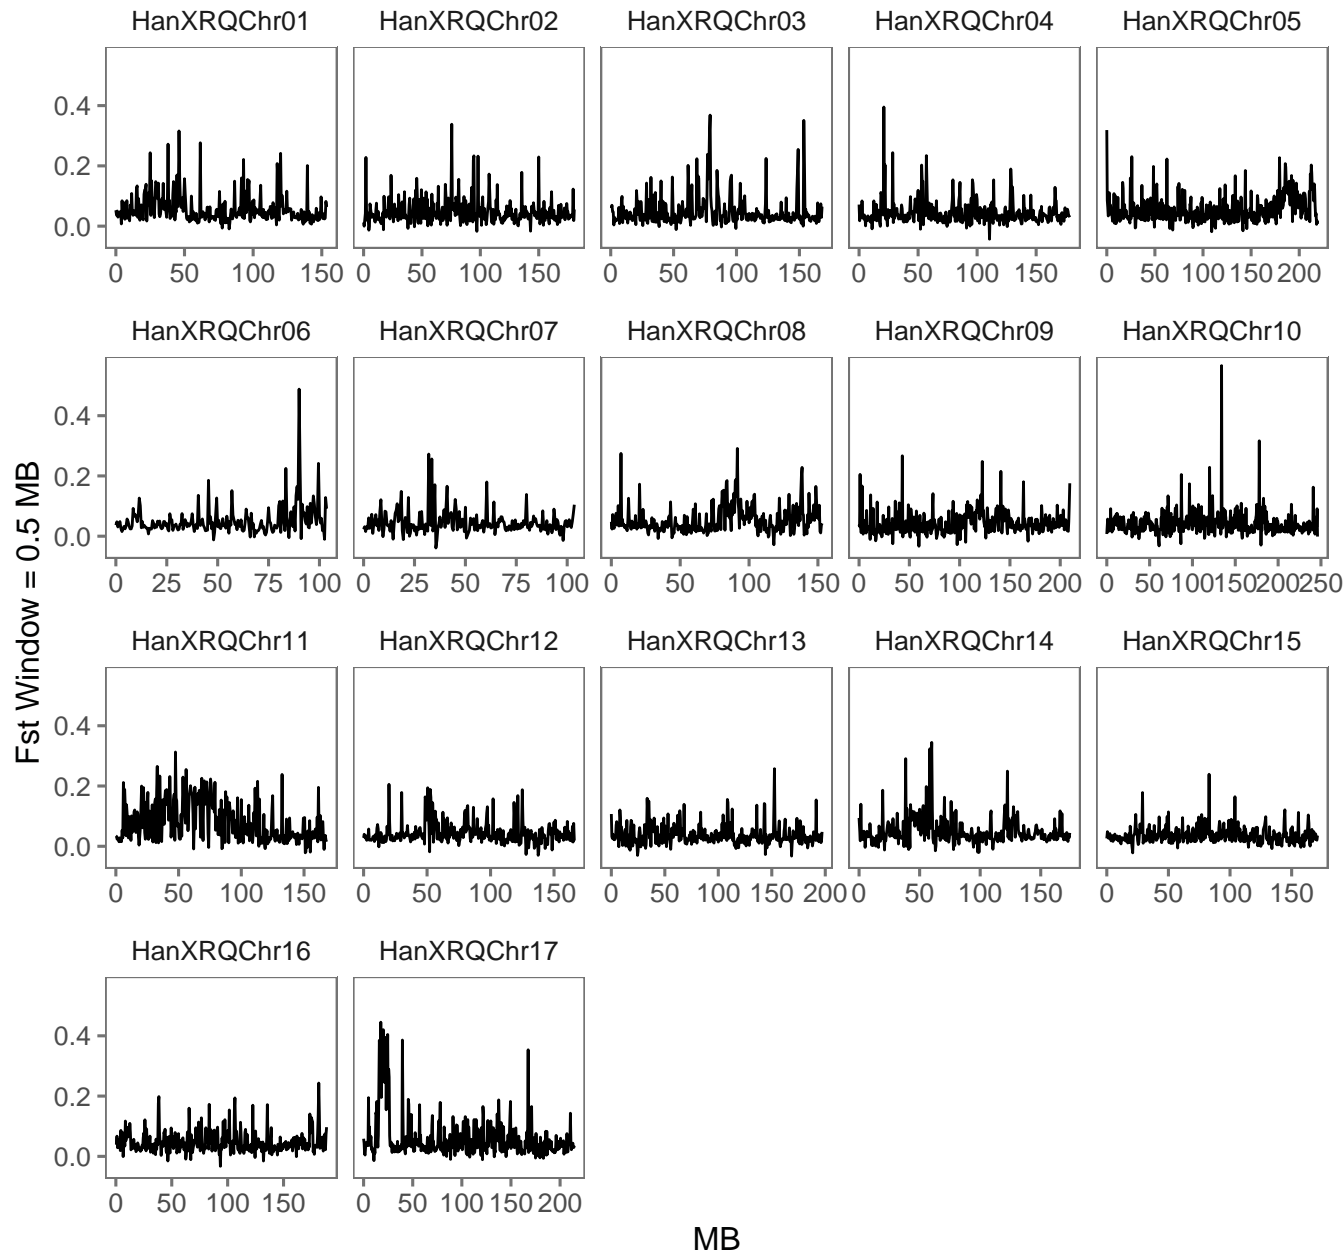 HanXRQChr01 HanXRQChr02 HanXRQChr03 HanXRQChr04 HanXRQChr05
0.4
0.2
0.0
0 50 100 150 0 50 100 150 0 50 100 150 0 50 100 150 0 50 100 150 200
HanXRQChr06 HanXRQChr07 HanXRQChr08 HanXRQChr09 HanXRQChr10
0.4
0.2
0.0
0 25 50 75 100 0 25 50 75 100 0 50 100 150 0 50 100 150 200 0 50 100 150 200 250
Fst Window = 0.5 MB
HanXRQChr11 HanXRQChr12 HanXRQChr13 HanXRQChr14 HanXRQChr15
0.4
0.2
0.0
0 50 100 150 0 50 100 150 0 50 100 150 200 0 50 100 150 0 50 100 150
HanXRQChr16 HanXRQChr17
0.4
0.2
0.0
0 50 100 150 0 50 100 150 200
MB